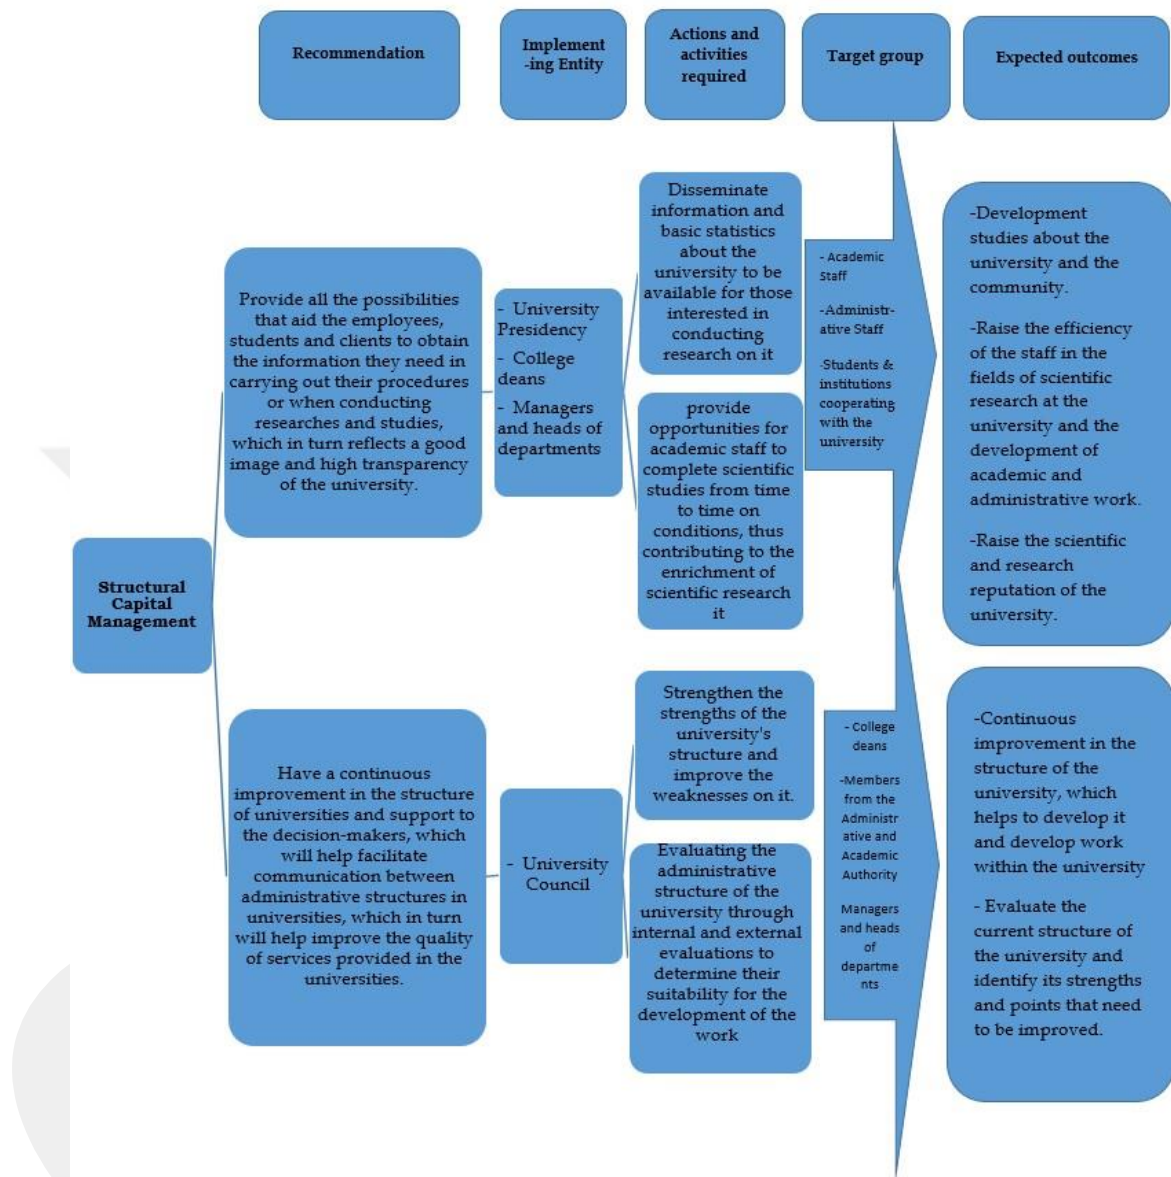 Recommendation
Implement
-ing Entity
Actions and
activities
required
Target group
Expected outcomes
Structural
Capital
Management
Provide all the possibilities
that aid the employees,
students and clients to obtain
the information they need in
carrying out their procedures
or when conducting
researches and studies,
which in turn reflects a good
image and high transparency
of the university.
- University
Presidency
- College
deans
- Managers
and heads of
departments
Disseminate
information and
basic statistics
about the
university to be
available for those
interested in
conducting
research on it
provide
opportunities for
academic staff to
complete scientific
studies from time
to time on
conditions, thus
contributing to the
enrichment of
scientific research
it
- Academic
Staff
-Administr-
ative Staff
-Students &
institutions
cooperating
with the
university
-Development
studies about the
university and the
community.
-Raise the efficiency
of the staff in the
fields of scientific
research at the
university and the
development of
academic and
administrative work.
-Raise the scientific
and research
reputation of the
university.
Have a continuous
improvement in the structure
of universities and support to
the decision-makers, which
will help facilitate
communication between
administrative structures in
universities, which in turn
will help improve the quality
of services provided in the
universities.
- University
Council
Strengthen the
strengths of the
university's
structure and
improve the
weaknesses on it.
Evaluating the
administrative
structure of the
university through
internal and external
evaluations to
determine their
suitability for the
development of the
work
- College
deans
-Members
from the
Administr
ative and
Academic
Authority
Managers
and heads
of
departme
nts
-Continuous
improvement in the
structure of the
university, which
helps to develop it
and develop work
within the university
- Evaluate the
current structure of
the university and
identify its strengths
and points that need
to be improved.